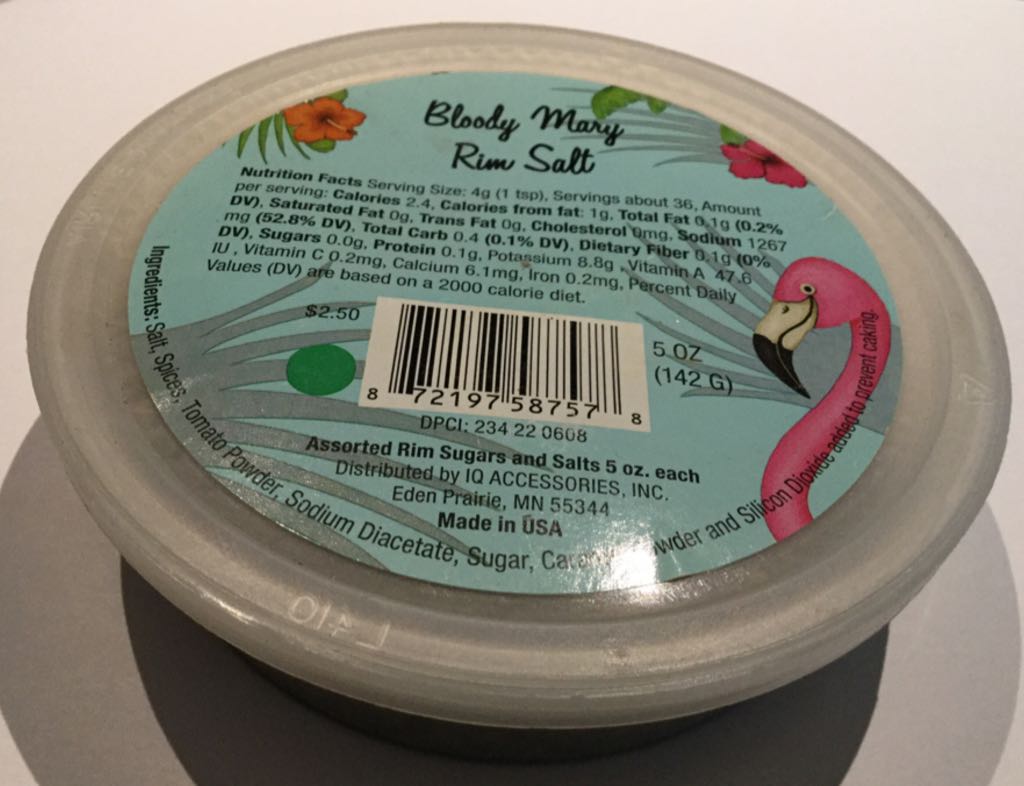 Bloody Mary
Rim Salt
Nutrition Facts Serving Size: 4g (1 tsp), Servings about 36, Amount
per serving: Calories 2.4, Calories from fat: 1g, Total Fat 0.1g (0.2%
DV), Saturated Fat 0g, Trans Fat 0g, Cholesterol 0mg, Sodium 1267
mg (52.8% DV), Total Carb 0.4 (0.1% DV), Dietary Fiber 0.1g (0%
DV), Sugars 0.0g, Protein 0.1g, Potassium 8.8g, Vitamin A 47.6
IU, Vitamin C 0.2mg, Calcium 6.1mg, Iron 0.2mg, Percent Daily
Values (DV) are based on a 2000 calorie diet.
$2.50
8 72197 58757 8
5 OZ
(142 G)
DPCI: 234 22 0608
Assorted Rim Sugars and Salts 5 oz. each
Distributed by IQ ACCESSORIES, INC.
Eden Prairie, MN 55344
Made in USA
Ingredients: Salt, Spices, Tomato Powder, Sodium Diacetate, Sugar, and Silicon Dioxide added to prevent caking.
L410